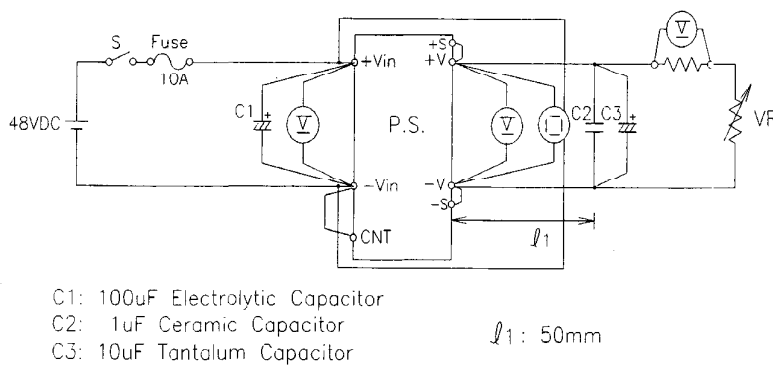 S Fuse
10A
48VDC
C1 +
V
+Vin
-Vin
CNT
P.S.
+S
+V
-V
-S
V
C2 C3 +
V
VR
ℓ1
C1: 100uF Electrolytic Capacitor
C2: 1uF Ceramic Capacitor
C3: 10uF Tantalum Capacitor
ℓ1: 50mm